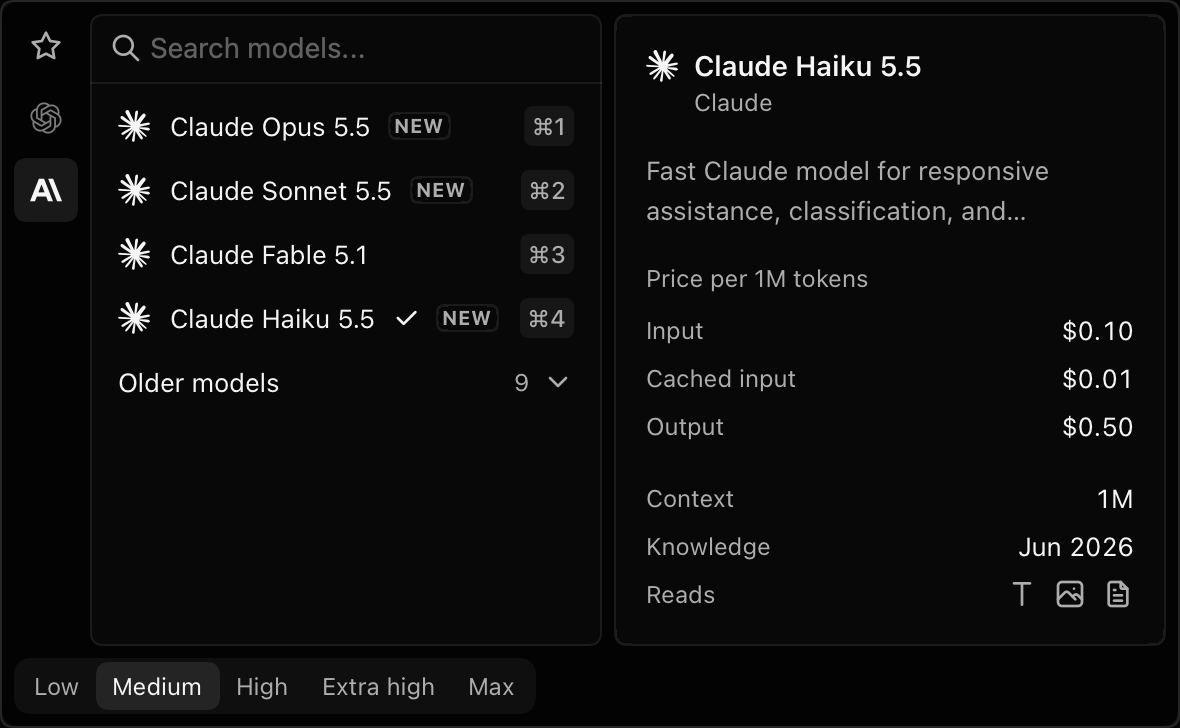 Search models...
Claude Opus 5.5 NEW ⌘1
Claude Sonnet 5.5 NEW ⌘2
Claude Fable 5.1 ⌘3
Claude Haiku 5.5 NEW ⌘4
Older models 9
Claude Haiku 5.5
Claude
Fast Claude model for responsive
assistance, classification, and...
Price per 1M tokens
Input $0.10
Cached input $0.01
Output $0.50
Context 1M
Knowledge Jun 2026
Reads
Low Medium High Extra high Max